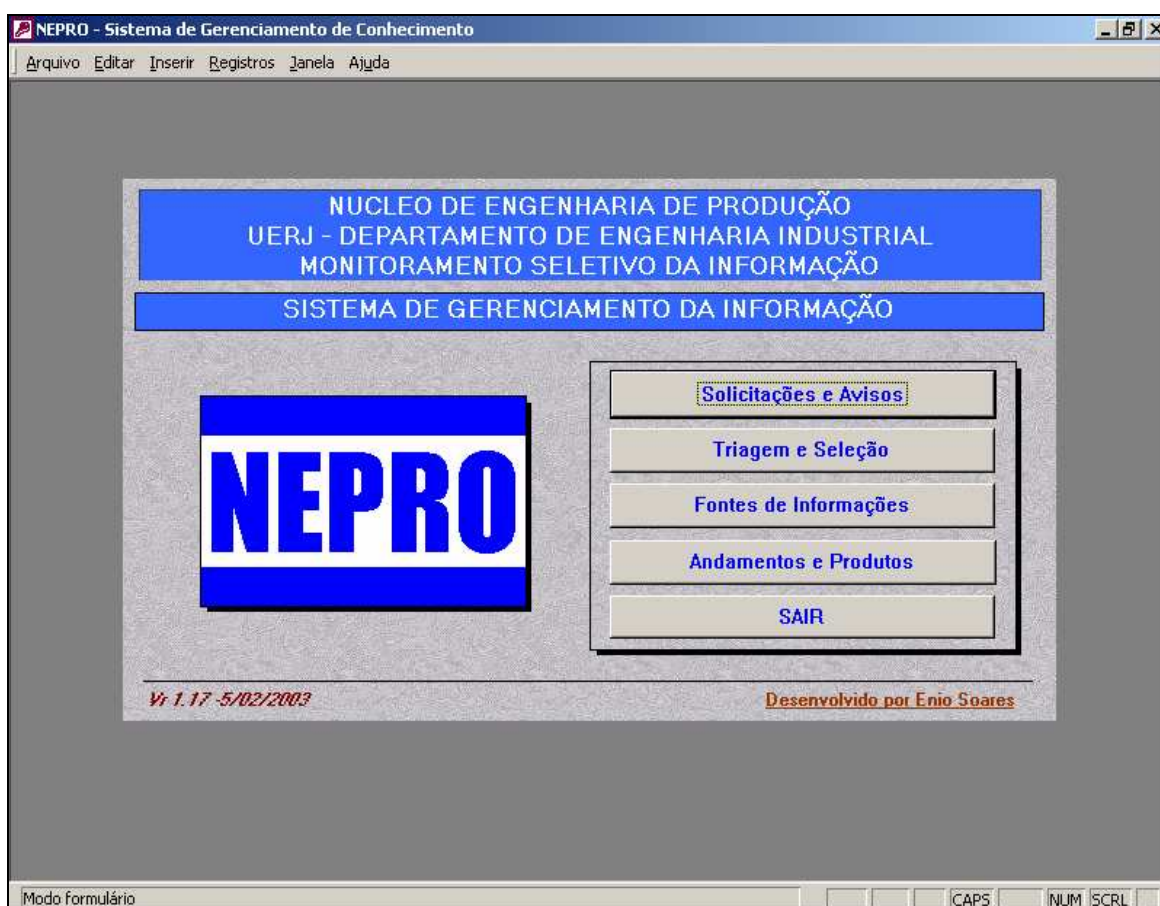 NEPRO - Sistema de Gerenciamento de Conhecimento
Arquivo Editar Inserir Registros Janela Ajuda
NUCLEO DE ENGENHARIA DE PRODUÇÃO
UERJ - DEPARTAMENTO DE ENGENHARIA INDUSTRIAL
MONITORAMENTO SELETIVO DA INFORMAÇÃO
SISTEMA DE GERENCIAMENTO DA INFORMAÇÃO
NEPRO
Solicitações e Avisos
Triagem e Seleção
Fontes de Informações
Andamentos e Produtos
SAIR
Vr 1.17 -5/02/2003
Desenvolvido por Enio Soares
Modo formulário
CAPS NUM SCRL